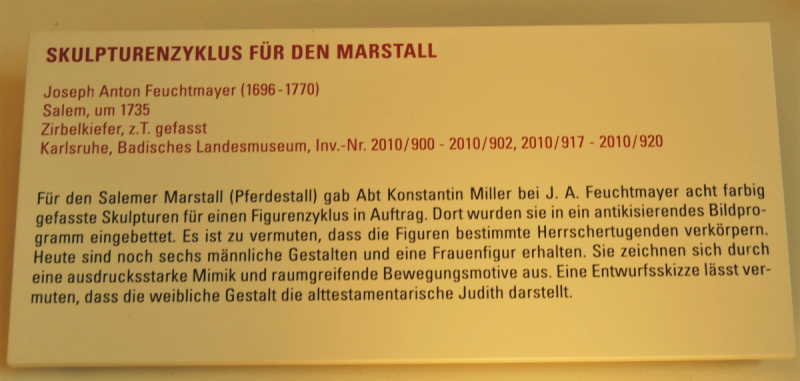 SKULPTURENZYKLUS FÜR DEN MARSTALL
Joseph Anton Feuchtmayer (1696-1770)
Salem, um 1735
Zirbelkiefer, z.T. gefasst
Karlsruhe, Badisches Landesmuseum, Inv.-Nr. 2010/900 - 2010/902, 2010/917 - 2010/920
Für den Salemer Marstall (Pferdestall) gab Abt Konstantin Miller bei J. A. Feuchtmayer acht farbig
gefasste Skulpturen für einen Figurenzyklus in Auftrag. Dort wurden sie in ein antikisierendes Bildpro-
gramm eingebettet. Es ist zu vermuten, dass die Figuren bestimmte Herrschertugenden verkörpern.
Heute sind noch sechs männliche Gestalten und eine Frauenfigur erhalten. Sie zeichnen sich durch
eine ausdrucksstarke Mimik und raumgreifende Bewegungsmotive aus. Eine Entwurfsskizze lässt ver-
muten, dass die weibliche Gestalt die alttestamentarische Judith darstellt.